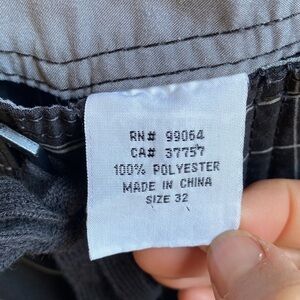 RN# 99064
CA# 37757
100% POLYESTER
MADE IN CHINA
SIZE 32